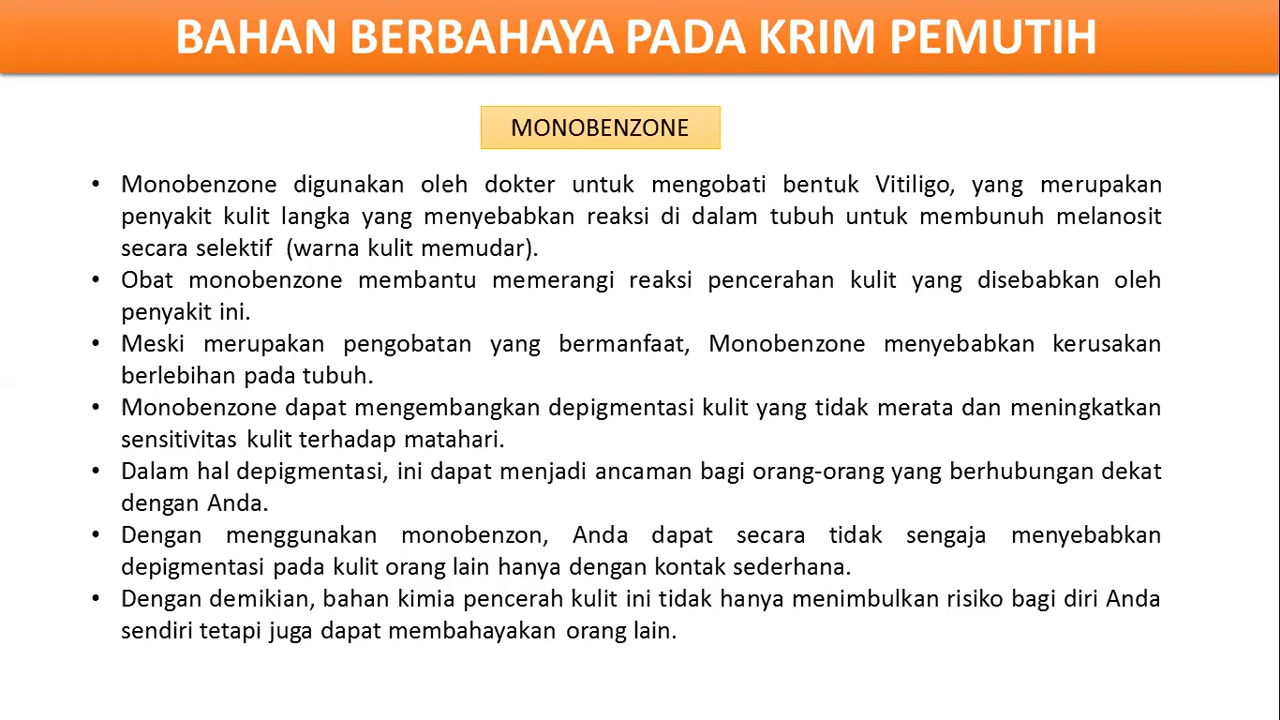 BAHAN BERBAHAYA PADA KRIM PEMUTIH
MONOBENZONE
• Monobenzone digunakan oleh dokter untuk mengobati bentuk Vitiligo, yang merupakan
penyakit kulit langka yang menyebabkan reaksi di dalam tubuh untuk membunuh melanosit
secara selektif (warna kulit memudar).
• Obat monobenzone membantu memerangi reaksi pencerahan kulit yang disebabkan oleh
penyakit ini.
• Meski merupakan pengobatan yang bermanfaat, Monobenzone menyebabkan kerusakan
berlebihan pada tubuh.
• Monobenzone dapat mengembangkan depigmentasi kulit yang tidak merata dan meningkatkan
sensitivitas kulit terhadap matahari.
• Dalam hal depigmentasi, ini dapat menjadi ancaman bagi orang-orang yang berhubungan dekat
dengan Anda.
• Dengan menggunakan monobenzon, Anda dapat secara tidak sengaja menyebabkan
depigmentasi pada kulit orang lain hanya dengan kontak sederhana.
• Dengan demikian, bahan kimia pencerah kulit ini tidak hanya menimbulkan risiko bagi diri Anda
sendiri tetapi juga dapat membahayakan orang lain.